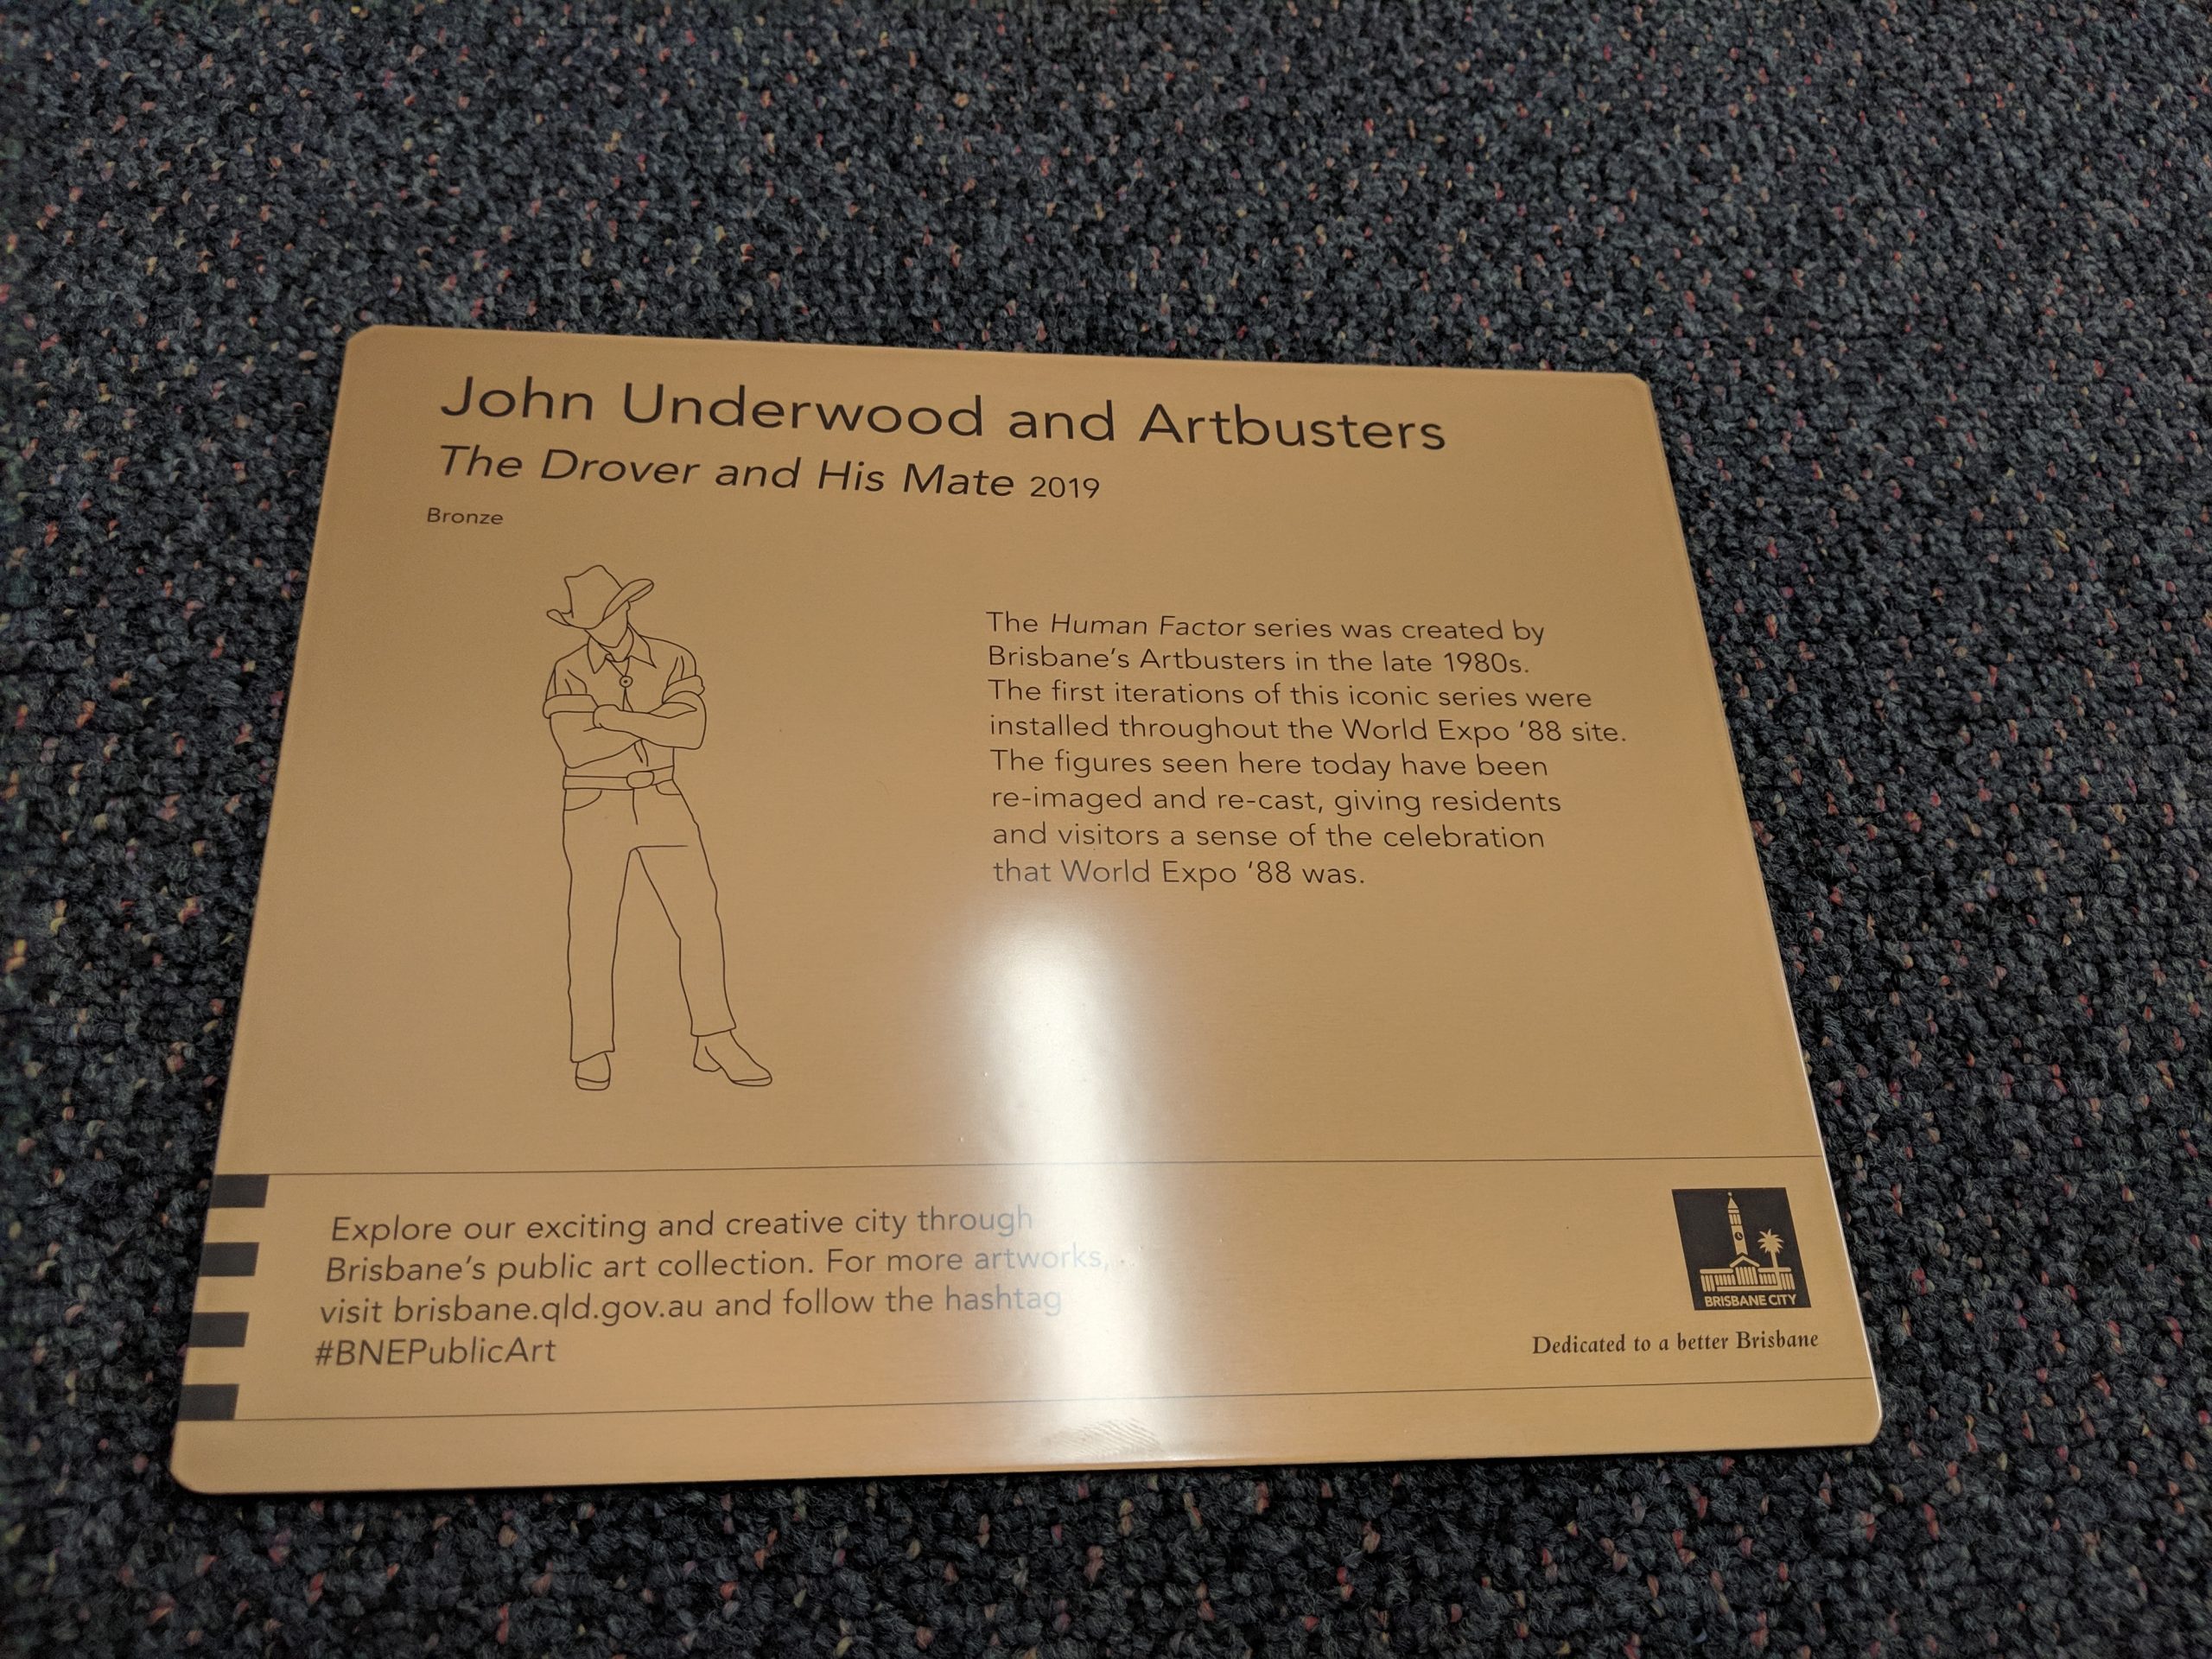 John Underwood and Artbusters
The Drover and His Mate 2019
Bronze
The Human Factor series was created by
Brisbane's Artbusters in the late 1980s.
The first iterations of this iconic series were
installed throughout the World Expo '88 site.
The figures seen here today have been
re-imaged and re-cast, giving residents
and visitors a sense of the celebration
that World Expo '88 was.
Explore our exciting and creative city through
Brisbane's public art collection. For more artworks,
visit brisbane.qld.gov.au and follow the hashtag
#BNEPublicArt
BRISBANE CITY
Dedicated to a better Brisbane